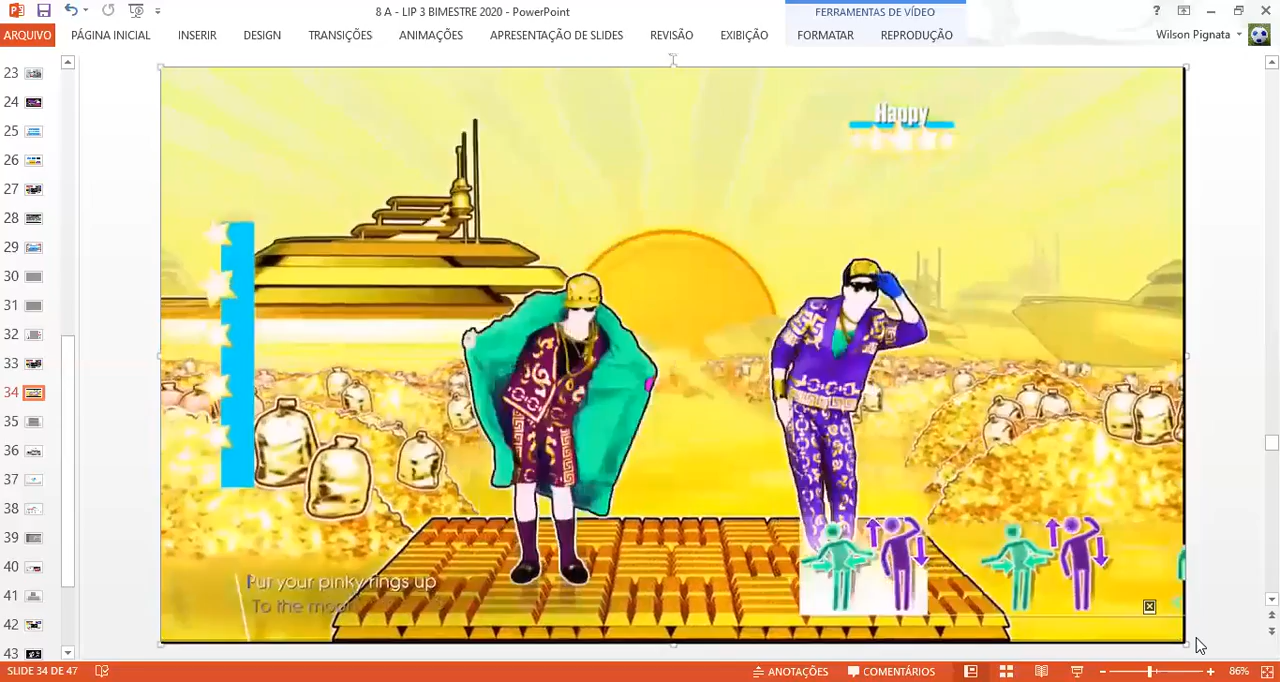 8 A - LIP 3 BIMESTRE 2020 - PowerPoint
FERRAMENTAS DE VÍDEO
ARQUIVO PÁGINA INICIAL INSERIR DESIGN TRANSIÇÕES ANIMAÇÕES APRESENTAÇÃO DE SLIDES REVISÃO EXIBIÇÃO FORMATAR REPRODUÇÃO
Wilson Pignata
23
24
25
26
27
28
29
30
31
32
33
34
35
36
37
38
39
40
41
42
43
Happy
Put your pinky rings up
To the moon
SLIDE 34 DE 47
ANOTAÇÕES
COMENTÁRIOS
86%